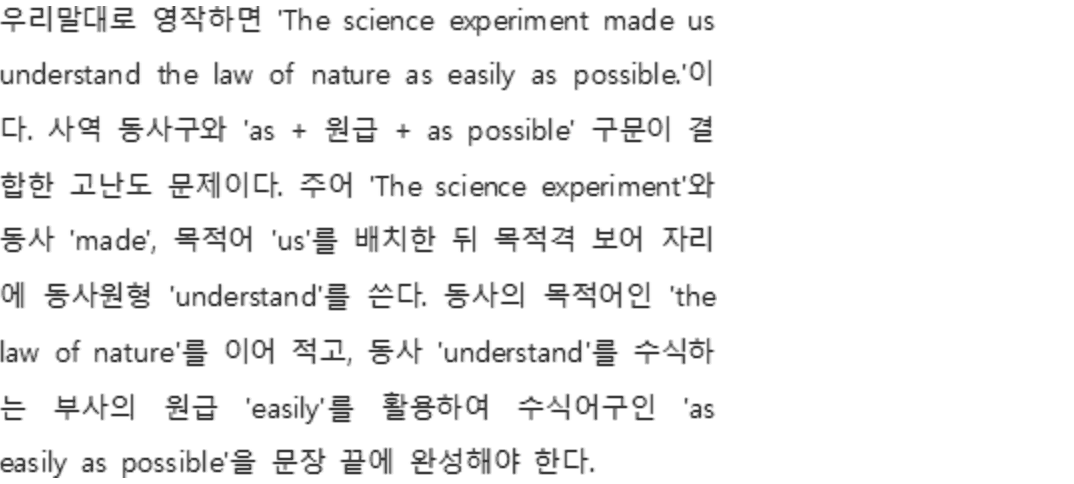 우리말대로 영작하면 'The science experiment made us
understand the law of nature as easily as possible.'이
다. 사역 동사구와 'as + 원급 + as possible' 구문이 결
합한 고난도 문제이다. 주어 'The science experiment'와
동사 'made', 목적어 'us'를 배치한 뒤 목적격 보어 자리
에 동사원형 'understand'를 쓴다. 동사의 목적어인 'the
law of nature'를 이어 적고, 동사 'understand'를 수식하
는 부사의 원급 'easily'를 활용하여 수식어구인 'as
easily as possible'을 문장 끝에 완성해야 한다.